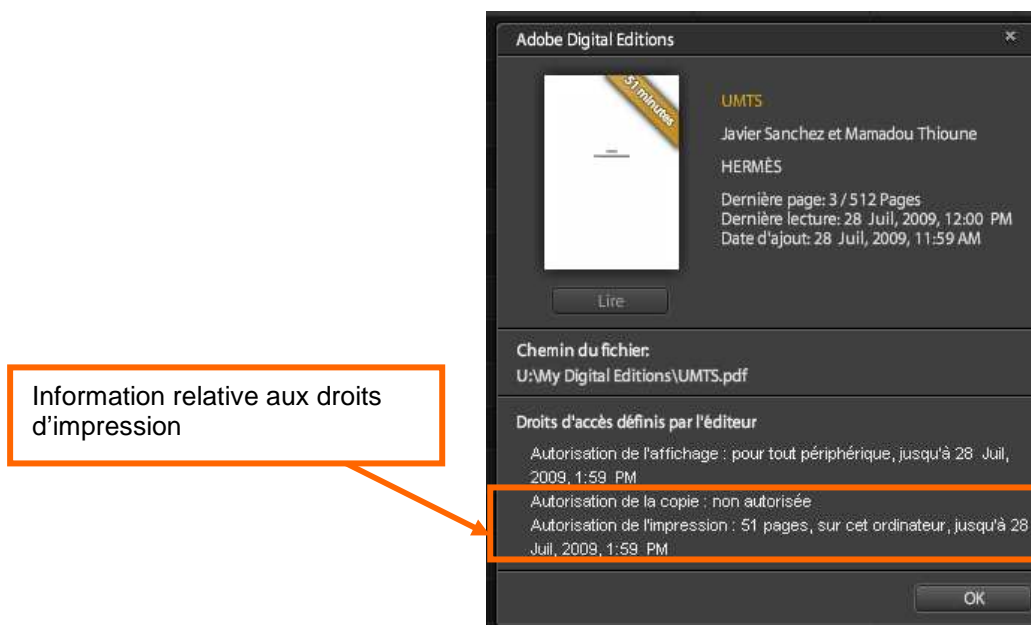 Adobe Digital Editions
51 minutes
UMTS
Javier Sanchez et Mamadou Thioune
HERMÈS
Dernière page: 3 / 512 Pages
Dernière lecture: 28 Juil, 2009, 12:00 PM
Date d'ajout: 28 Juil, 2009, 11:59 AM
Lire
Chemin du fichier:
U:\My Digital Editions\UMTS.pdf
Information relative aux droits
d'impression
Droits d'accès définis par l'éditeur
Autorisation de l'affichage : pour tout périphérique, jusqu'à 28 Juil,
2009, 1:59 PM
Autorisation de la copie : non autorisée
Autorisation de l'impression : 51 pages, sur cet ordinateur, jusqu'à 28
Juil, 2009, 1:59 PM
OK